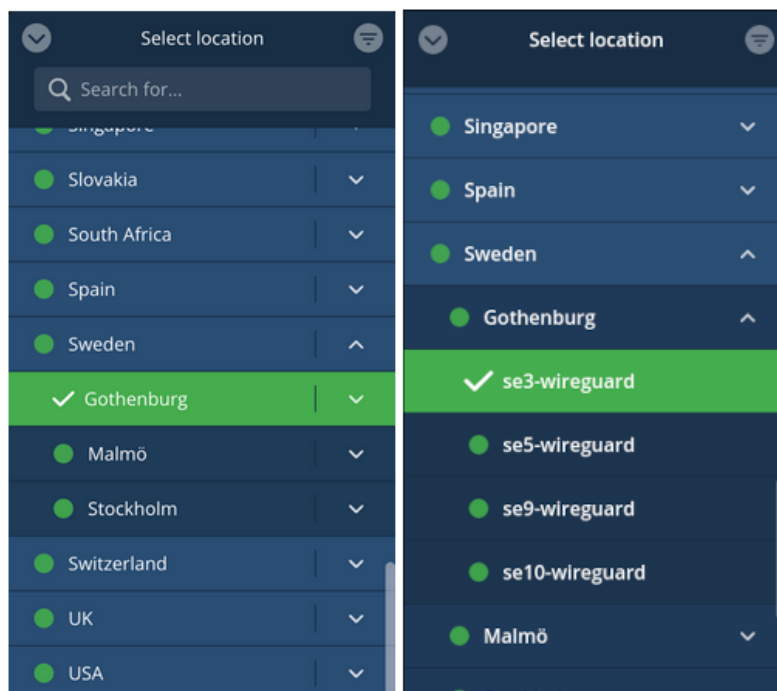 Select location
Search for...
Singapore
Slovakia
South Africa
Spain
Sweden
Gothenburg
Malmö
Stockholm
Switzerland
UK
USA
Select location
Singapore
Spain
Sweden
Gothenburg
se3-wireguard
se5-wireguard
se9-wireguard
se10-wireguard
Malmö